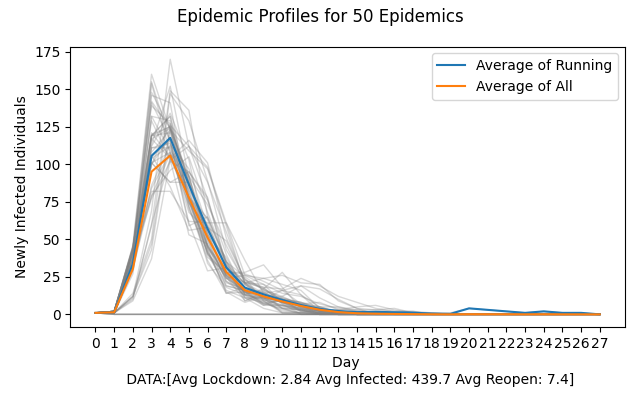 Epidemic Profiles for 50 Epidemics
Newly Infected Individuals
175
150
125
100
75
50
25
0
Average of Running
Average of All
0 1 2 3 4 5 6 7 8 9 10 11 12 13 14 15 16 17 18 19 20 21 22 23 24 25 26 27
Day
DATA:[Avg Lockdown: 2.84 Avg Infected: 439.7 Avg Reopen: 7.4]